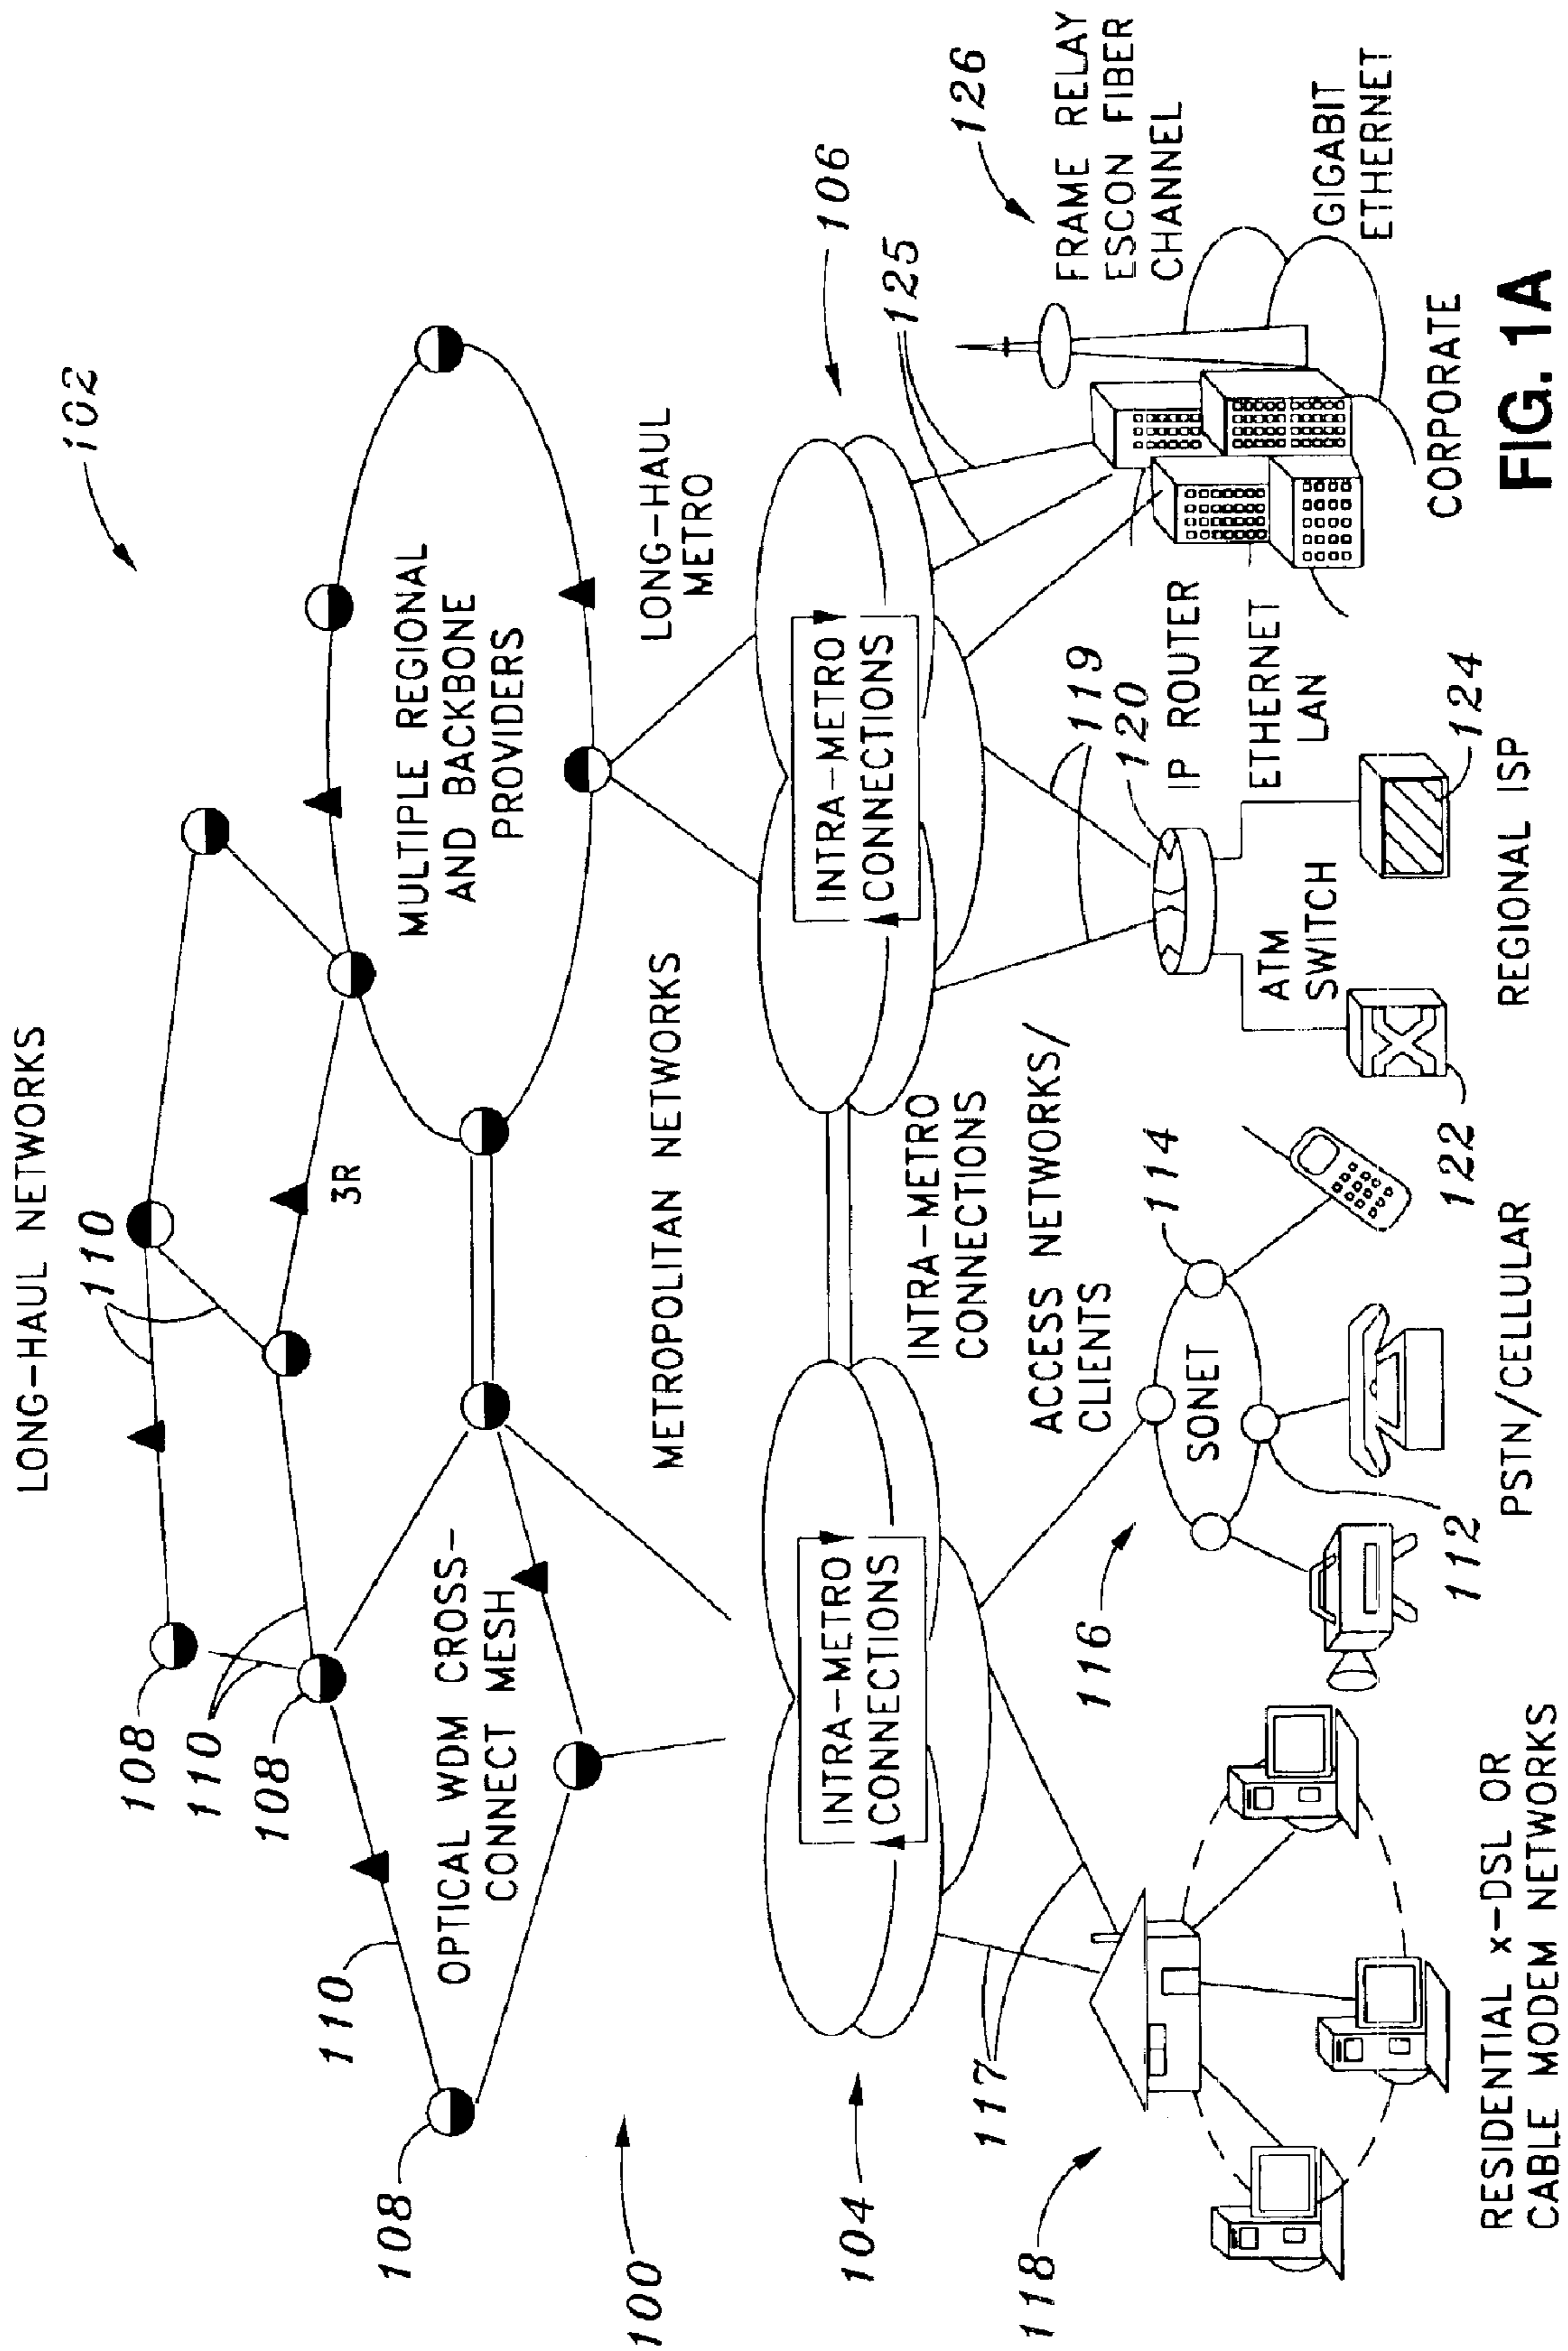 LONG-HAUL NETWORKS
102
110
108
110
108
3R
110
108
MULTIPLE REGIONAL
AND BACKBONE
PROVIDERS
OPTICAL WDM CROSS-
CONNECT MESH
100
METROPOLITAN NETWORKS
LONG-HAUL
METRO
104
106
INTRA-METRO
CONNECTIONS
INTRA-METRO
CONNECTIONS
INTRA-METRO
CONNECTIONS
125
117
118
116
ACCESS NETWORKS/
CLIENTS
114
SONET
112
119
120
IP ROUTER
ETHERNET
LAN
ATM
SWITCH
122
124
126
FRAME RELAY
ESCON FIBER
CHANNEL
GIGABIT
ETHERNET
RESIDENTIAL x-DSL OR
CABLE MODEM NETWORKS
PSTN/CELLULAR
REGIONAL ISP
CORPORATE
FIG. 1A